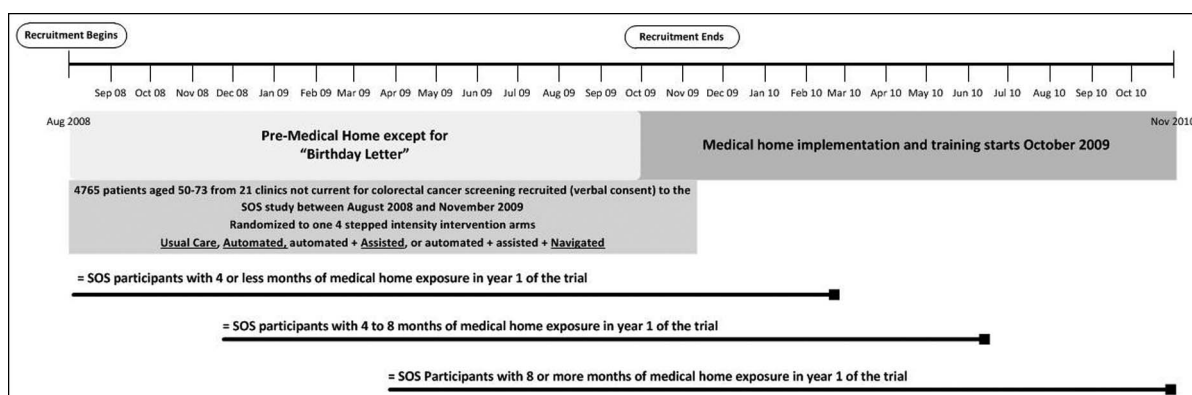 Recruitment Begins
Recruitment Ends
Sep 08 Oct 08 Nov 08 Dec 08 Jan 09 Feb 09 Mar 09 Apr 09 May 09 Jun 09 Jul 09 Aug 09 Sep 09 Oct 09 Nov 09 Dec 09 Jan 10 Feb 10 Mar 10 Apr 10 May 10 Jun 10 Jul 10 Aug 10 Sep 10 Oct 10
Aug 2008
Nov 2010
Pre-Medical Home except for
“Birthday Letter”
Medical home implementation and training starts October 2009
4765 patients aged 50-73 from 21 clinics not current for colorectal cancer screening recruited (verbal consent) to the
SOS study between August 2008 and November 2009
Randomized to one 4 stepped intensity intervention arms
Usual Care, Automated, automated + Assisted, or automated + assisted + Navigated
= SOS participants with 4 or less months of medical home exposure in year 1 of the trial
= SOS participants with 4 to 8 months of medical home exposure in year 1 of the trial
= SOS Participants with 8 or more months of medical home exposure in year 1 of the trial